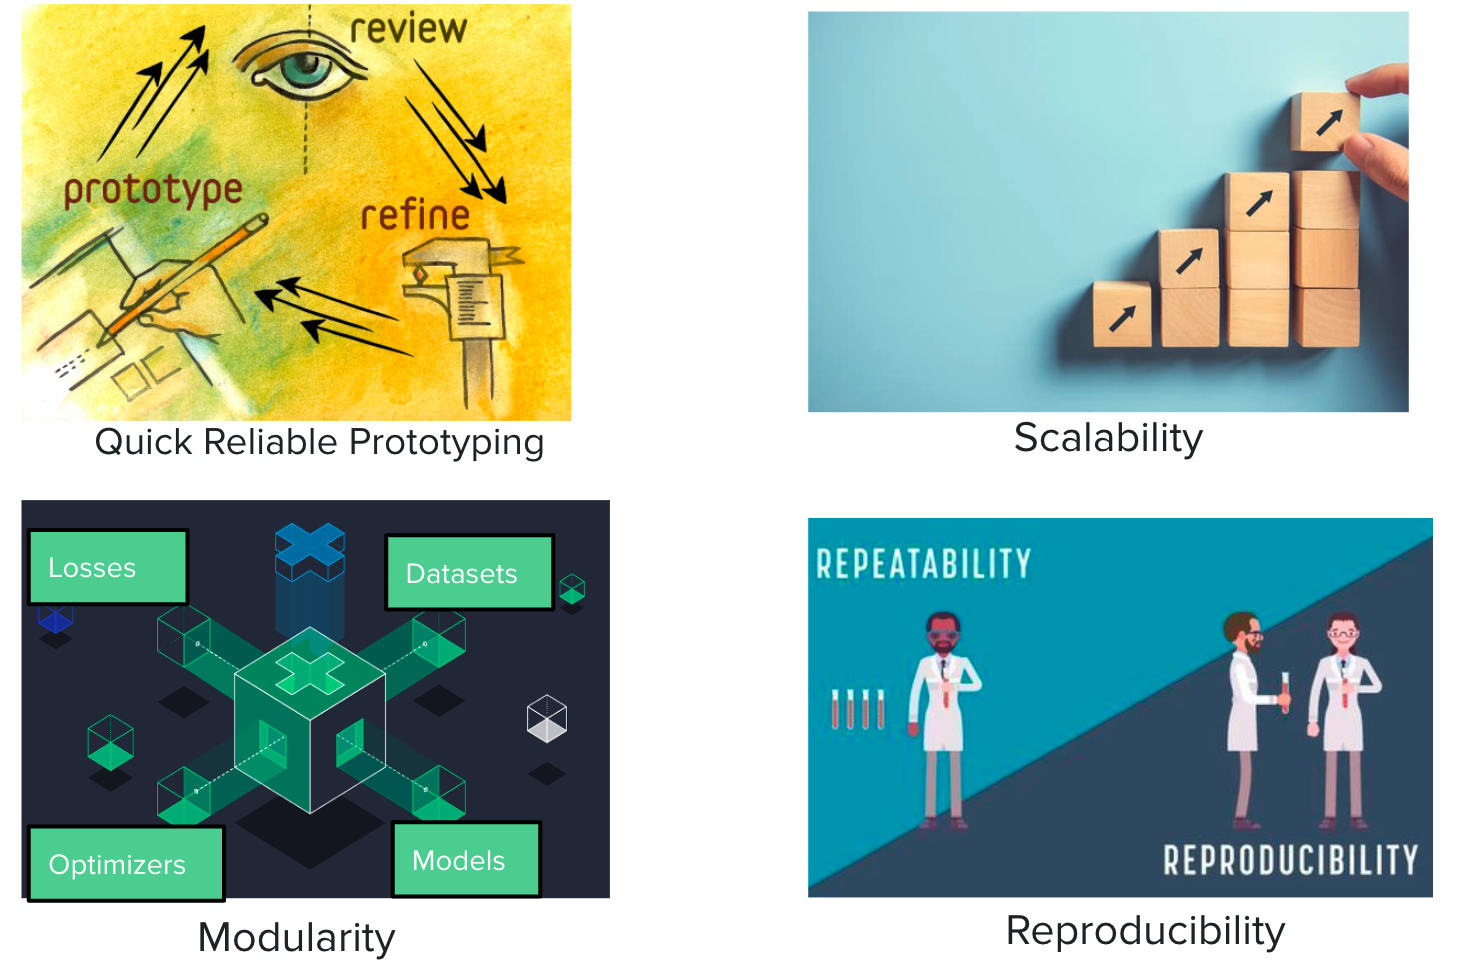 review
prototype
refine
Quick Reliable Prototyping
Scalability
Losses
Datasets
Optimizers
Models
Modularity
REPEATABILITY
REPRODUCIBILITY
Reproducibility